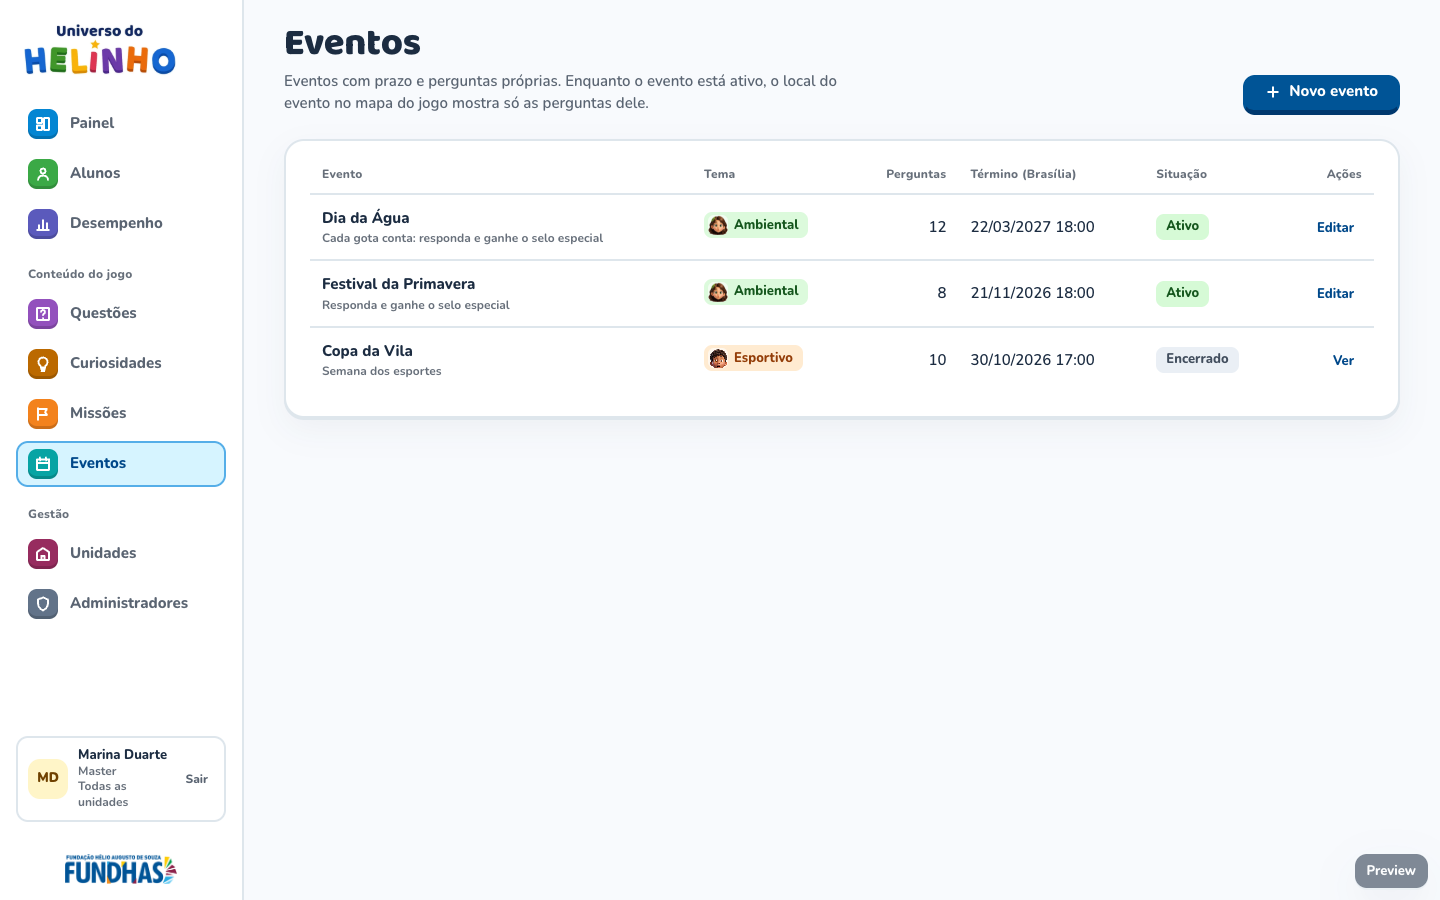 Universo do
HELINHO
Painel
Alunos
Desempenho
Conteúdo do jogo
Questões
Curiosidades
Missões
Eventos
Gestão
Unidades
Administradores
MD
Marina Duarte
Master
Todas as
unidades
Sair
FUNDAÇÃO HÉLIO AUGUSTO DE SOUZA
FUNDHAS
Eventos
Eventos com prazo e perguntas próprias. Enquanto o evento está ativo, o local do
evento no mapa do jogo mostra só as perguntas dele.
Novo evento
Evento Tema Perguntas Término (Brasília) Situação Ações
Dia da Água
Cada gota conta: responda e ganhe o selo especial
Ambiental 12 22/03/2027 18:00 Ativo Editar
Festival da Primavera
Responda e ganhe o selo especial
Ambiental 8 21/11/2026 18:00 Ativo Editar
Copa da Vila
Semana dos esportes
Esportivo 10 30/10/2026 17:00 Encerrado Ver
Preview